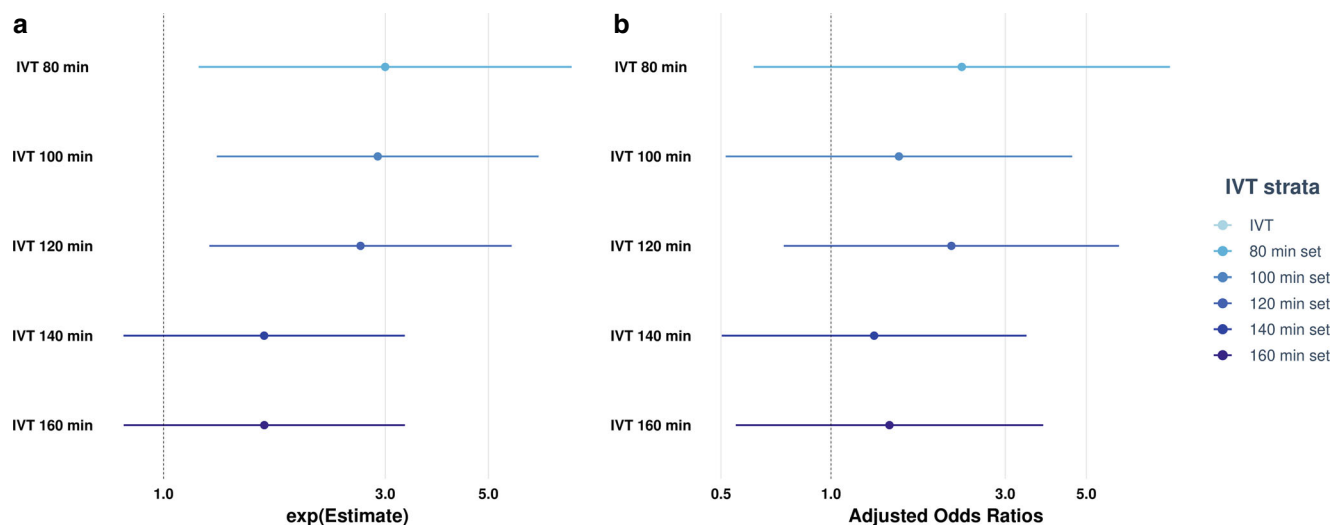 a
IVT 80 min
IVT 100 min
IVT 120 min
IVT 140 min
IVT 160 min
1.0 3.0 5.0
exp(Estimate)
b
IVT 80 min
IVT 100 min
IVT 120 min
IVT 140 min
IVT 160 min
0.5 1.0 3.0 5.0
Adjusted Odds Ratios
IVT strata
IVT
80 min set
100 min set
120 min set
140 min set
160 min set